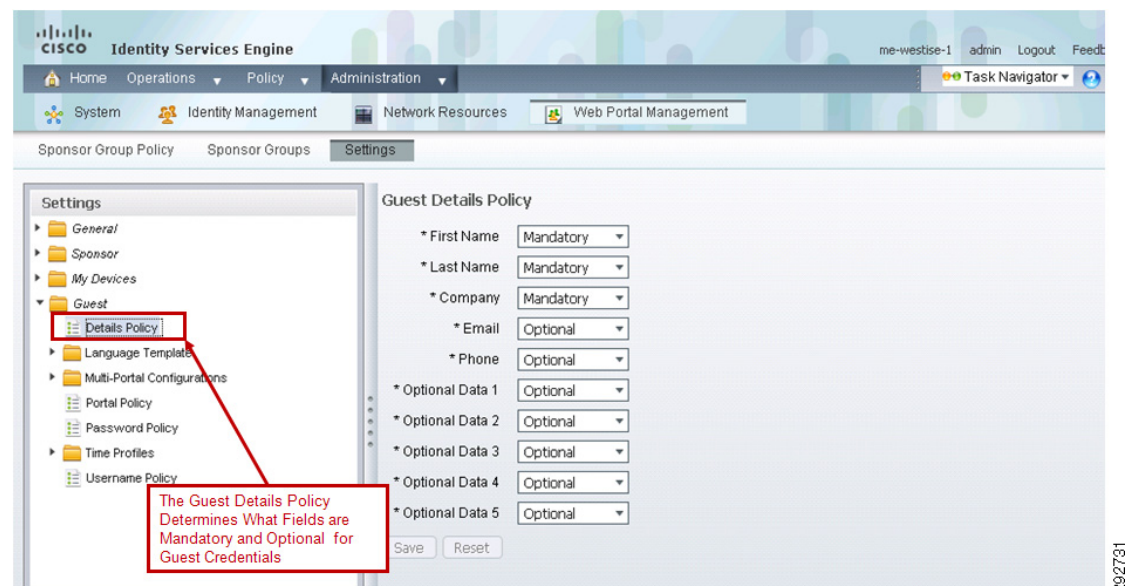 CISCO Identity Services Engine
me-westise-1 admin Logout Feedb
Home Operations Policy Administration
Task Navigator
System Identity Management Network Resources Web Portal Management
Sponsor Group Policy Sponsor Groups Settings
Settings
General
Sponsor
My Devices
Guest
Details Policy
Language Template
Multi-Portal Configurations
Portal Policy
Password Policy
Time Profiles
Username Policy
The Guest Details Policy
Determines What Fields are
Mandatory and Optional for
Guest Credentials
Guest Details Policy
* First Name Mandatory
* Last Name Mandatory
* Company Mandatory
* Email Optional
* Phone Optional
* Optional Data 1 Optional
* Optional Data 2 Optional
* Optional Data 3 Optional
* Optional Data 4 Optional
* Optional Data 5 Optional
Save Reset